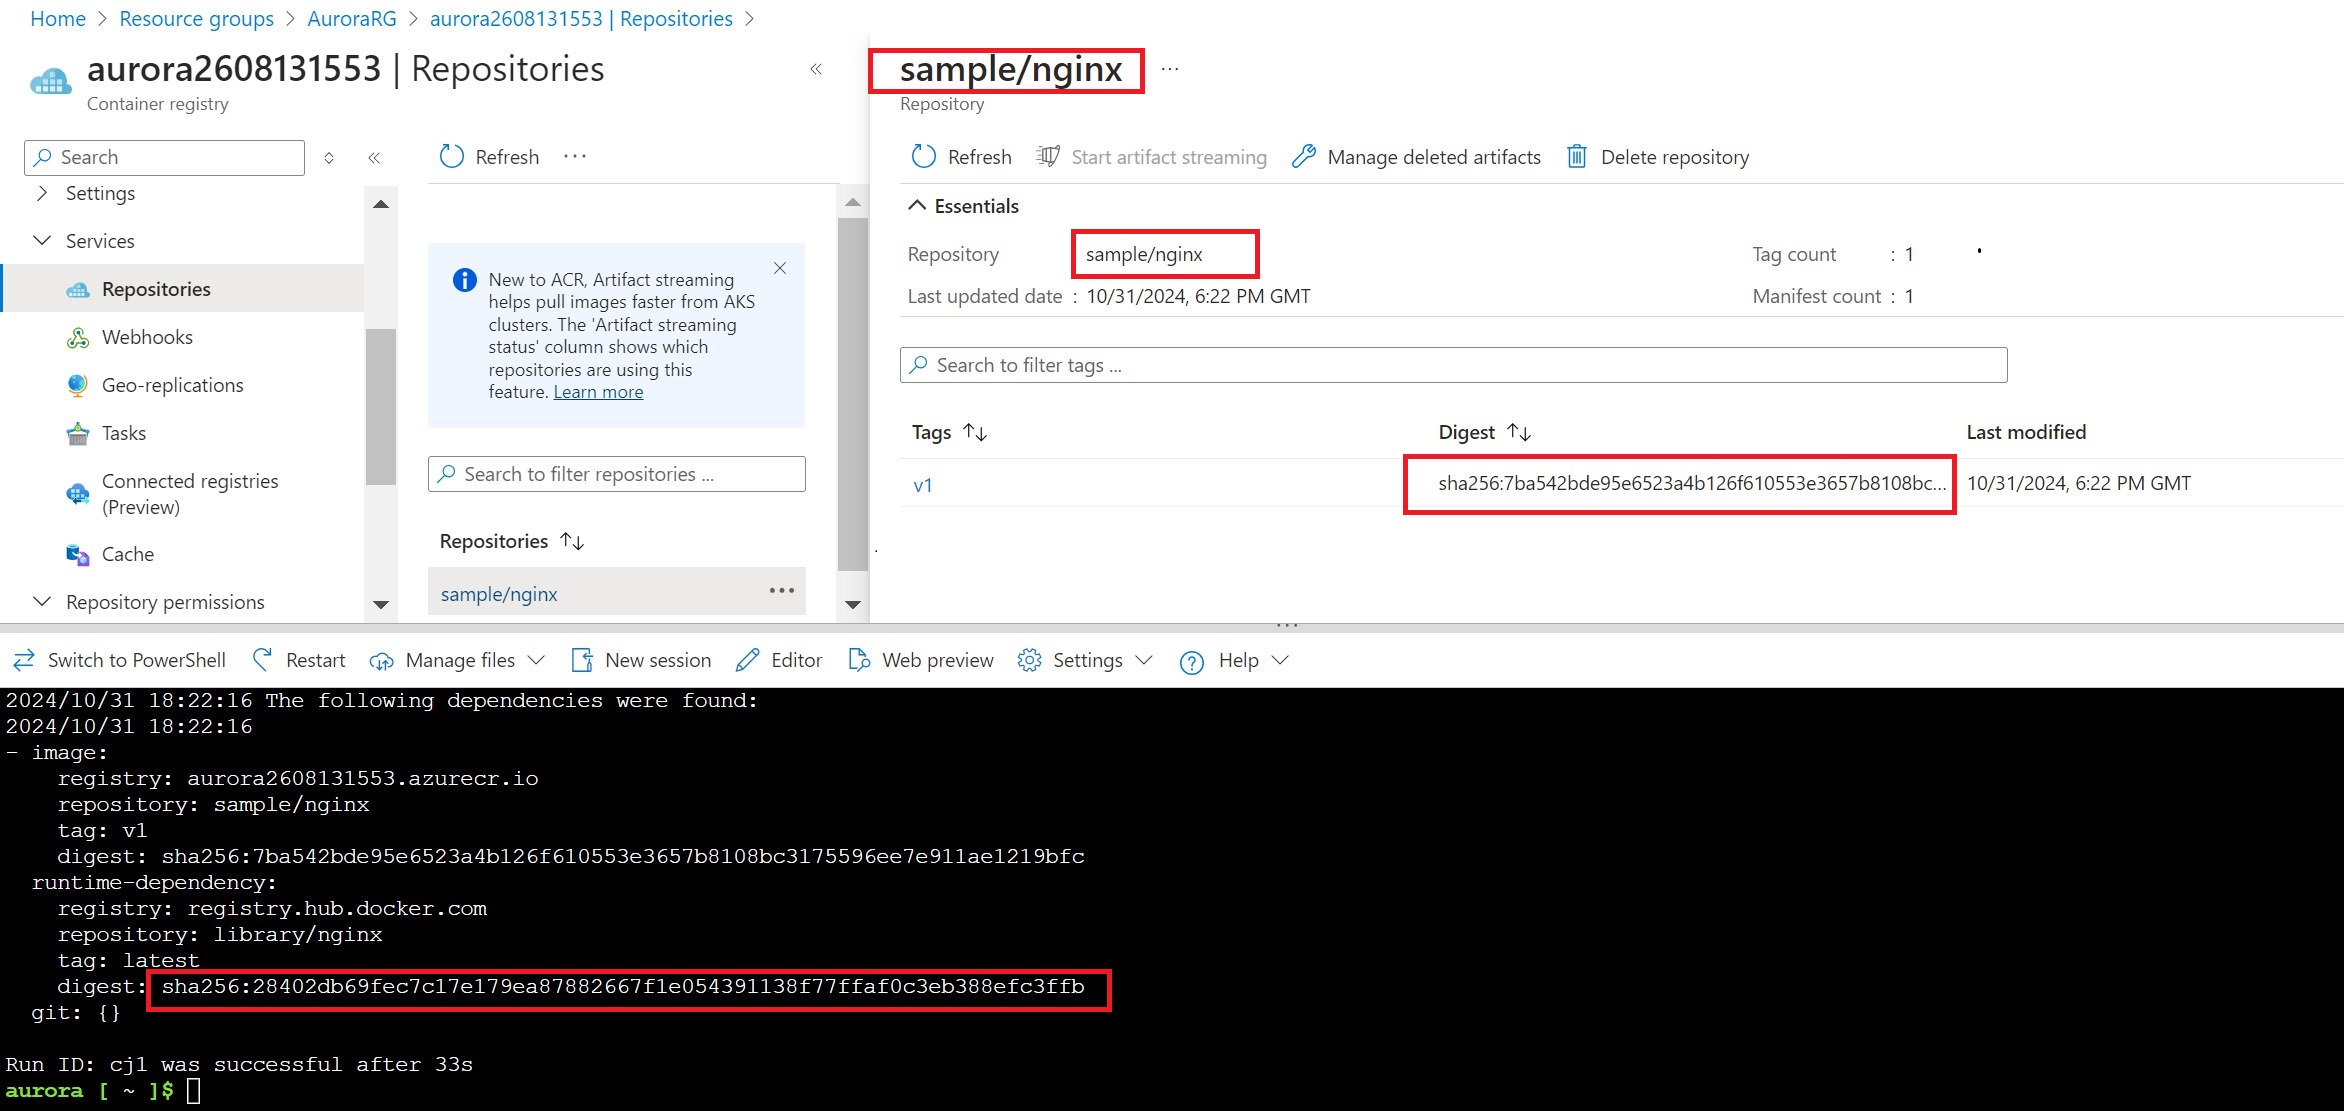 Home > Resource groups > AuroraRG > aurora2608131553 | Repositories >
aurora2608131553 | Repositories
Container registry
«
Search
«
Settings
Services
Repositories
Webhooks
Geo-replications
Tasks
Connected registries
(Preview)
Cache
Repository permissions
Refresh ...
New to ACR, Artifact streaming
helps pull images faster from AKS
clusters. The 'Artifact streaming
status' column shows which
repositories are using this
feature. Learn more
Search to filter repositories ...
Repositories ↑↓
sample/nginx ...
sample/nginx ...
Repository
Refresh Start artifact streaming Manage deleted artifacts Delete repository
Essentials
Repository sample/nginx Tag count : 1
Last updated date : 10/31/2024, 6:22 PM GMT Manifest count : 1
Search to filter tags ...
Tags ↑↓ Digest ↑↓ Last modified
v1 sha256:7ba542bde95e6523a4b126f610553e3657b8108bc... 10/31/2024, 6:22 PM GMT
Switch to PowerShell Restart Manage files New session Editor Web preview Settings Help
2024/10/31 18:22:16 The following dependencies were found:
2024/10/31 18:22:16
- image:
registry: aurora2608131553.azurecr.io
repository: sample/nginx
tag: v1
digest: sha256:7ba542bde95e6523a4b126f610553e3657b8108bc3175596ee7e911ae1219bfc
runtime-dependency:
registry: registry.hub.docker.com
repository: library/nginx
tag: latest
digest: sha256:28402db69fec7c17e179ea87882667f1e054391138f77ffaf0c3eb388efc3ffb
git: {}
Run ID: cj1 was successful after 33s
aurora [ ~ ]$